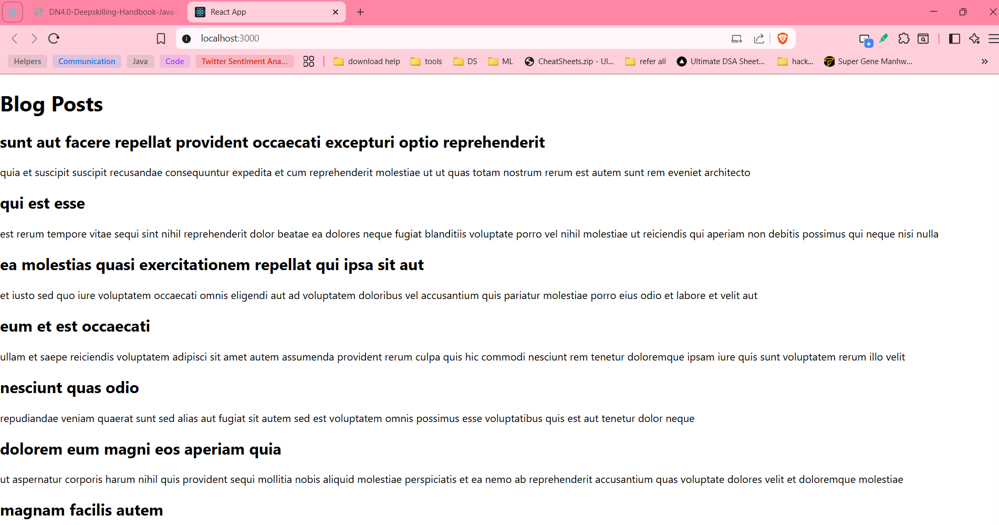 DN4.0-Deepskilling-Handbook-Java-
React App
localhost:3000
Helpers Communication Java Code Twitter Sentiment Ana... download help tools DS ML CheatSheets.zip - Ul... refer all Ultimate DSA Sheet... hack... Super Gene Manhw...
Blog Posts
sunt aut facere repellat provident occaecati excepturi optio reprehenderit
quia et suscipit suscipit recusandae consequuntur expedita et cum reprehenderit molestiae ut ut quas totam nostrum rerum est autem sunt rem eveniet architecto
qui est esse
est rerum tempore vitae sequi sint nihil reprehenderit dolor beatae ea dolores neque fugiat blanditiis voluptate porro vel nihil molestiae ut reiciendis qui aperiam non debitis possimus qui neque nisi nulla
ea molestias quasi exercitationem repellat qui ipsa sit aut
et iusto sed quo iure voluptatem occaecati omnis eligendi aut ad voluptatem doloribus vel accusantium quis pariatur molestiae porro eius odio et labore et velit aut
eum et est occaecati
ullam et saepe reiciendis voluptatem adipisci sit amet autem assumenda provident rerum culpa quis hic commodi nesciunt rem tenetur doloremque ipsam iure quis sunt voluptatem rerum illo velit
nesciunt quas odio
repudiandae veniam quaerat sunt sed alias aut fugiat sit autem sed est voluptatem omnis possimus esse voluptatibus quis est aut tenetur dolor neque
dolorem eum magni eos aperiam quia
ut aspernatur corporis harum nihil quis provident sequi mollitia nobis aliquid molestiae perspiciatis et ea nemo ab reprehenderit accusantium quas voluptate dolores velit et doloremque molestiae
magnam facilis autem